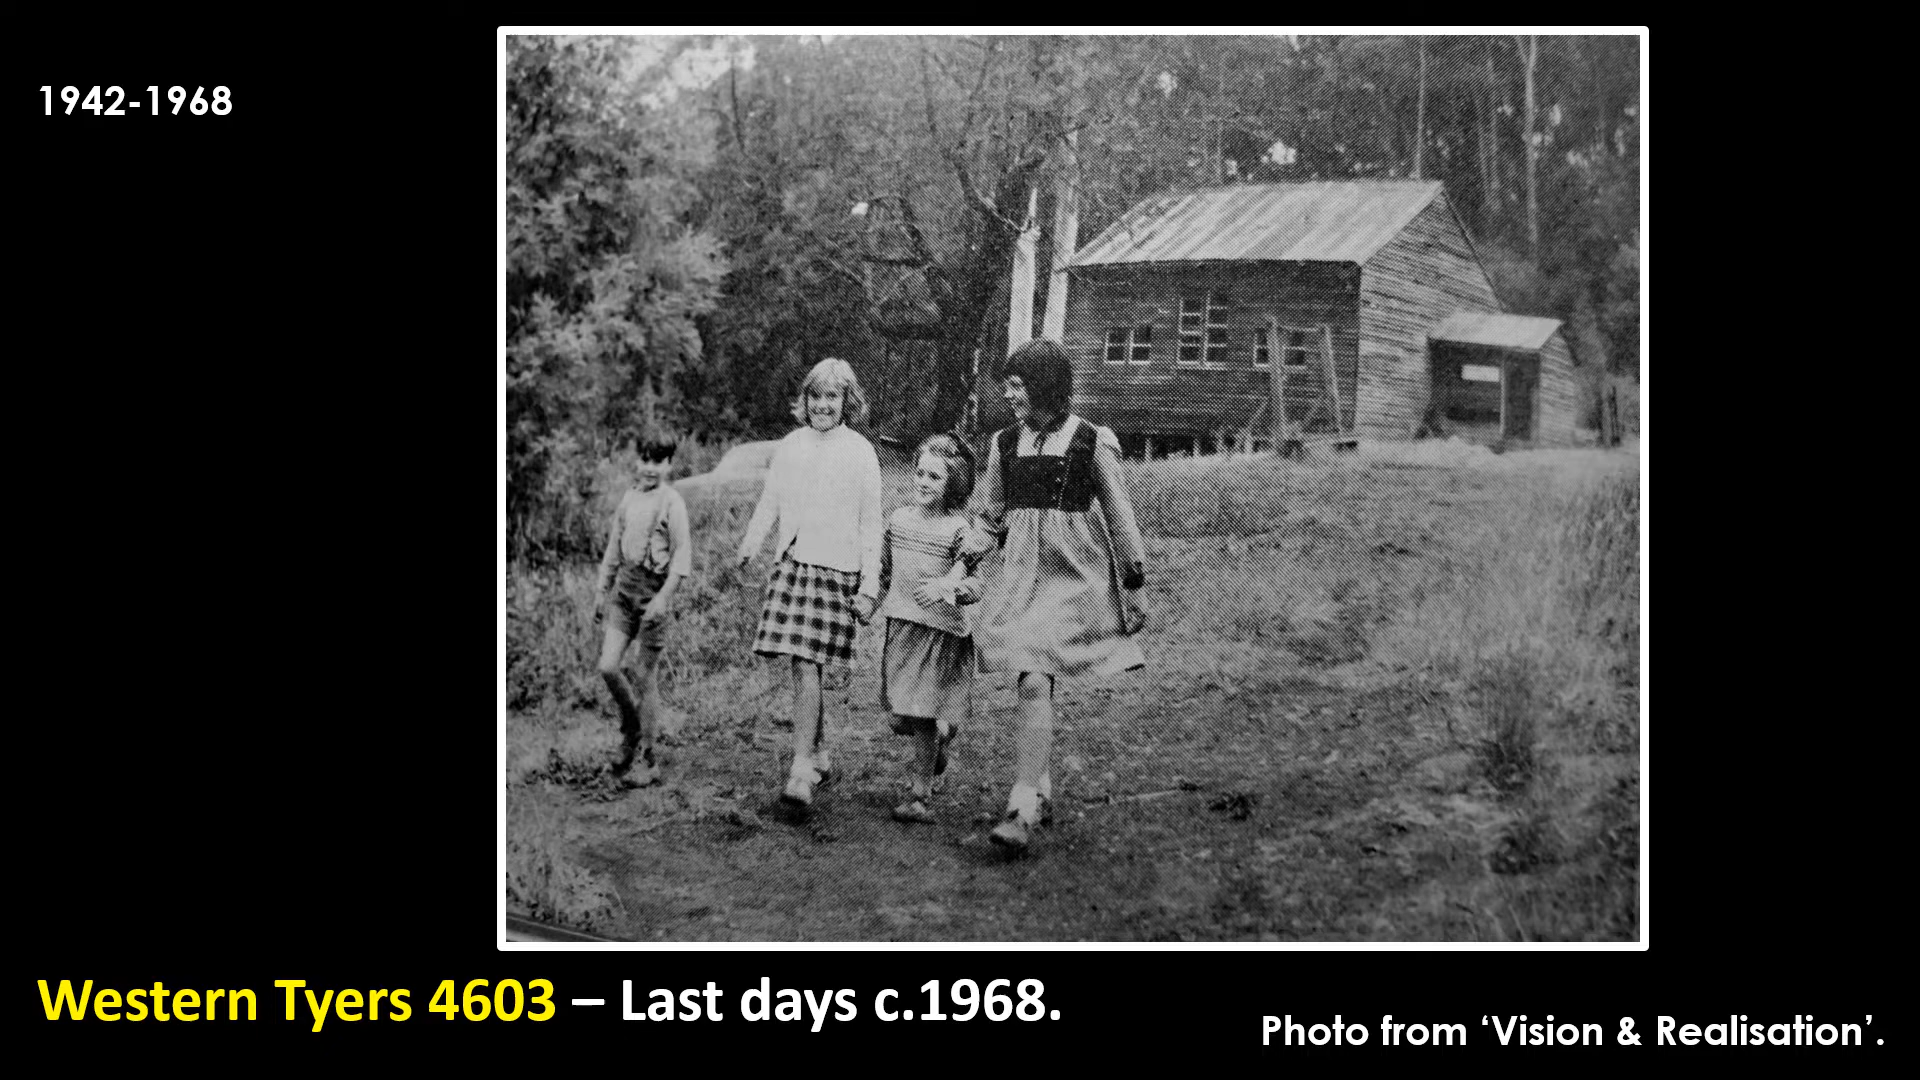 1942-1968
Western Tyers 4603 – Last days c.1968.
Photo from ‘Vision & Realisation’.